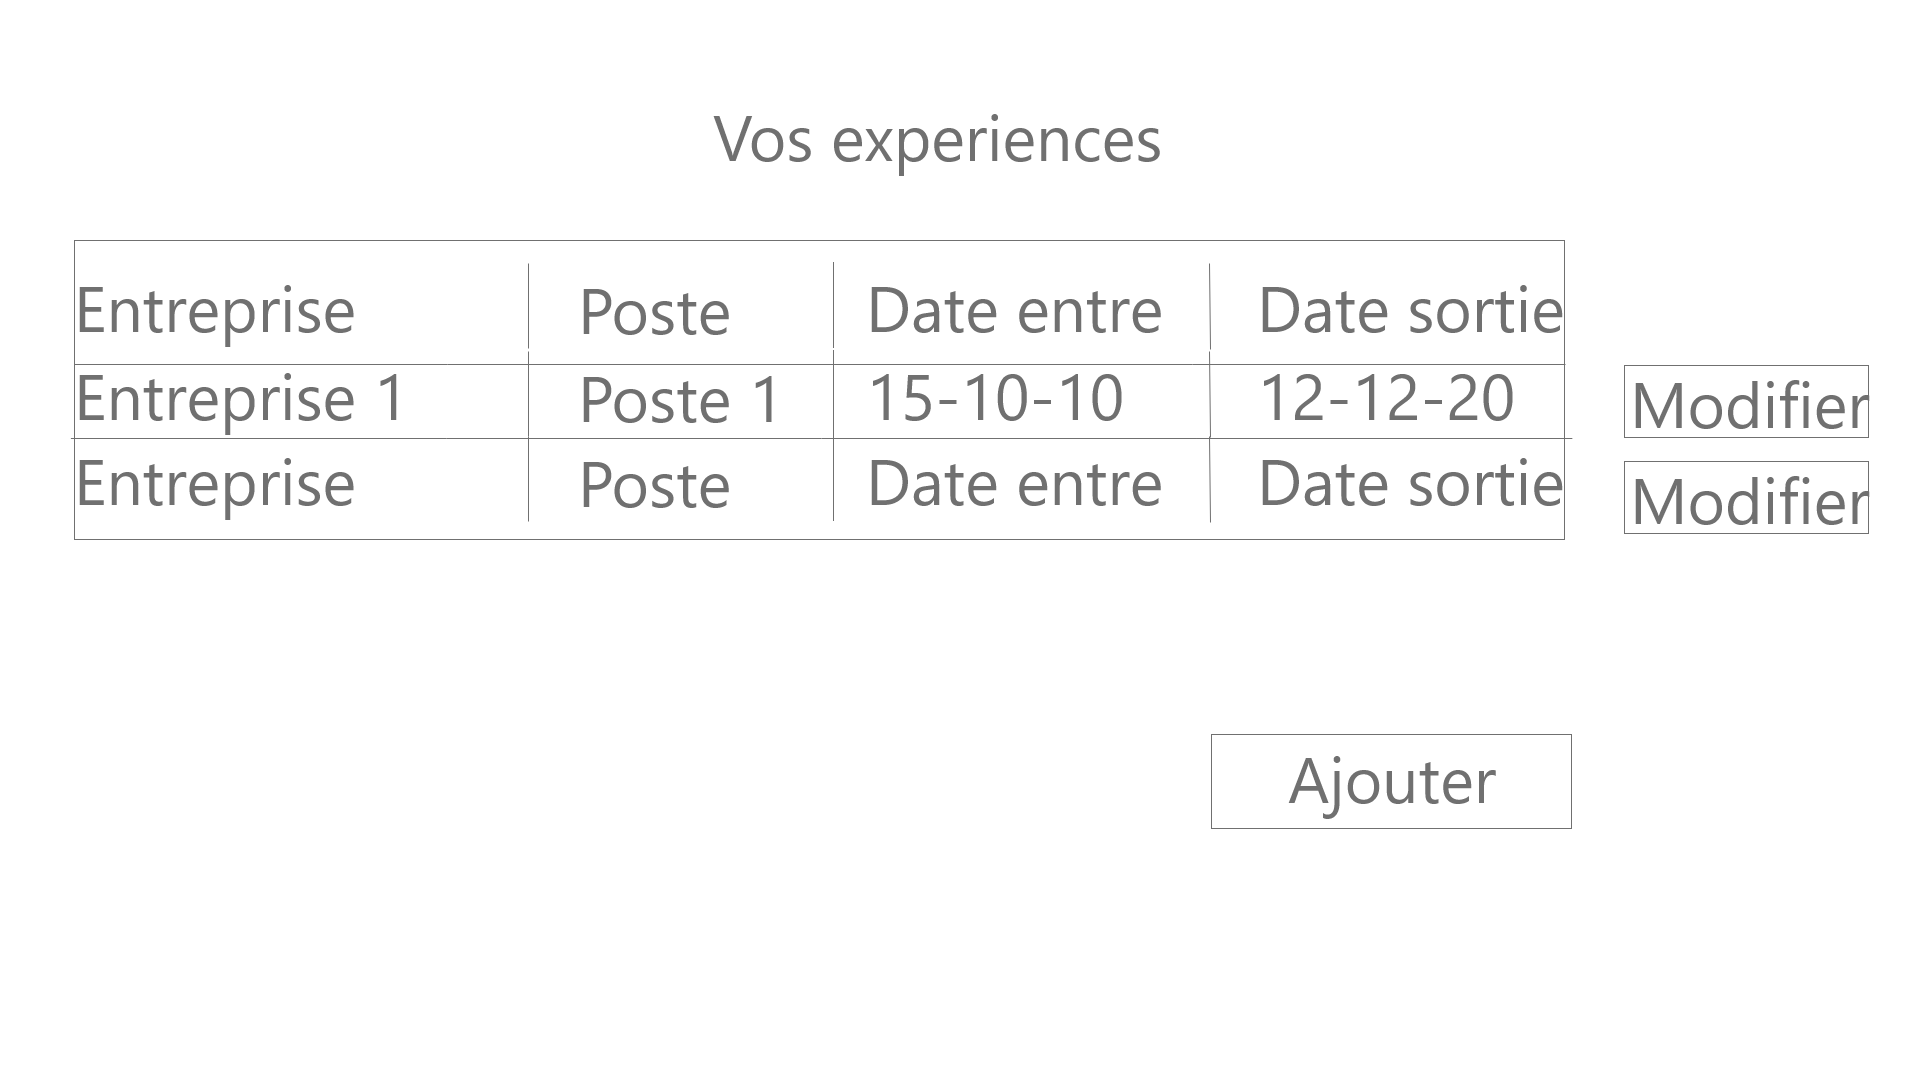 Vos experiences
Entreprise Poste Date entre Date sortie
Entreprise 1 Poste 1 15-10-10 12-12-20 Modifier
Entreprise Poste Date entre Date sortie Modifier
Ajouter